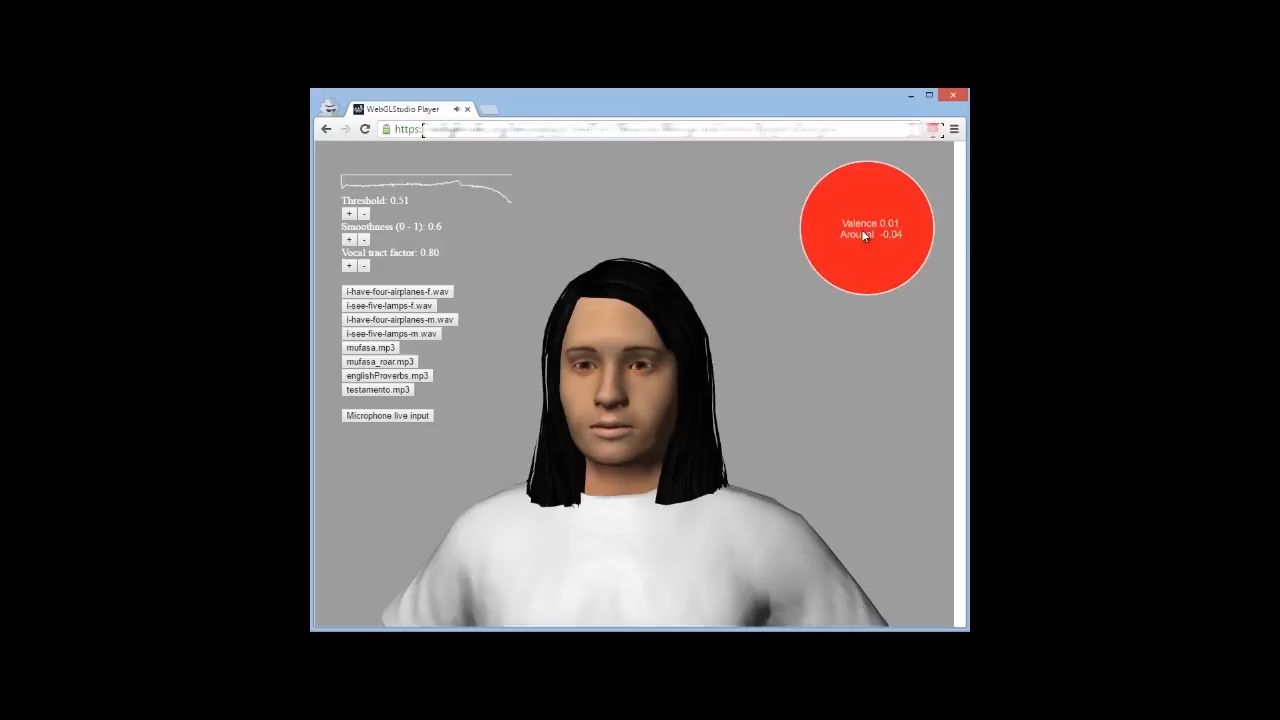 WebGLStudio Player
https:
Threshold: 0.51
+ -
Smoothness (0 - 1): 0.6
+ -
Vocal tract factor: 0.80
+ -
i-have-four-airplanes-f.wav
i-see-five-lamps-f.wav
i-have-four-airplanes-m.wav
i-see-five-lamps-m.wav
mufasa.mp3
mufasa_roar.mp3
englishProverbs.mp3
testamento.mp3
Microphone live input
Valence 0.01
Arousal -0.04